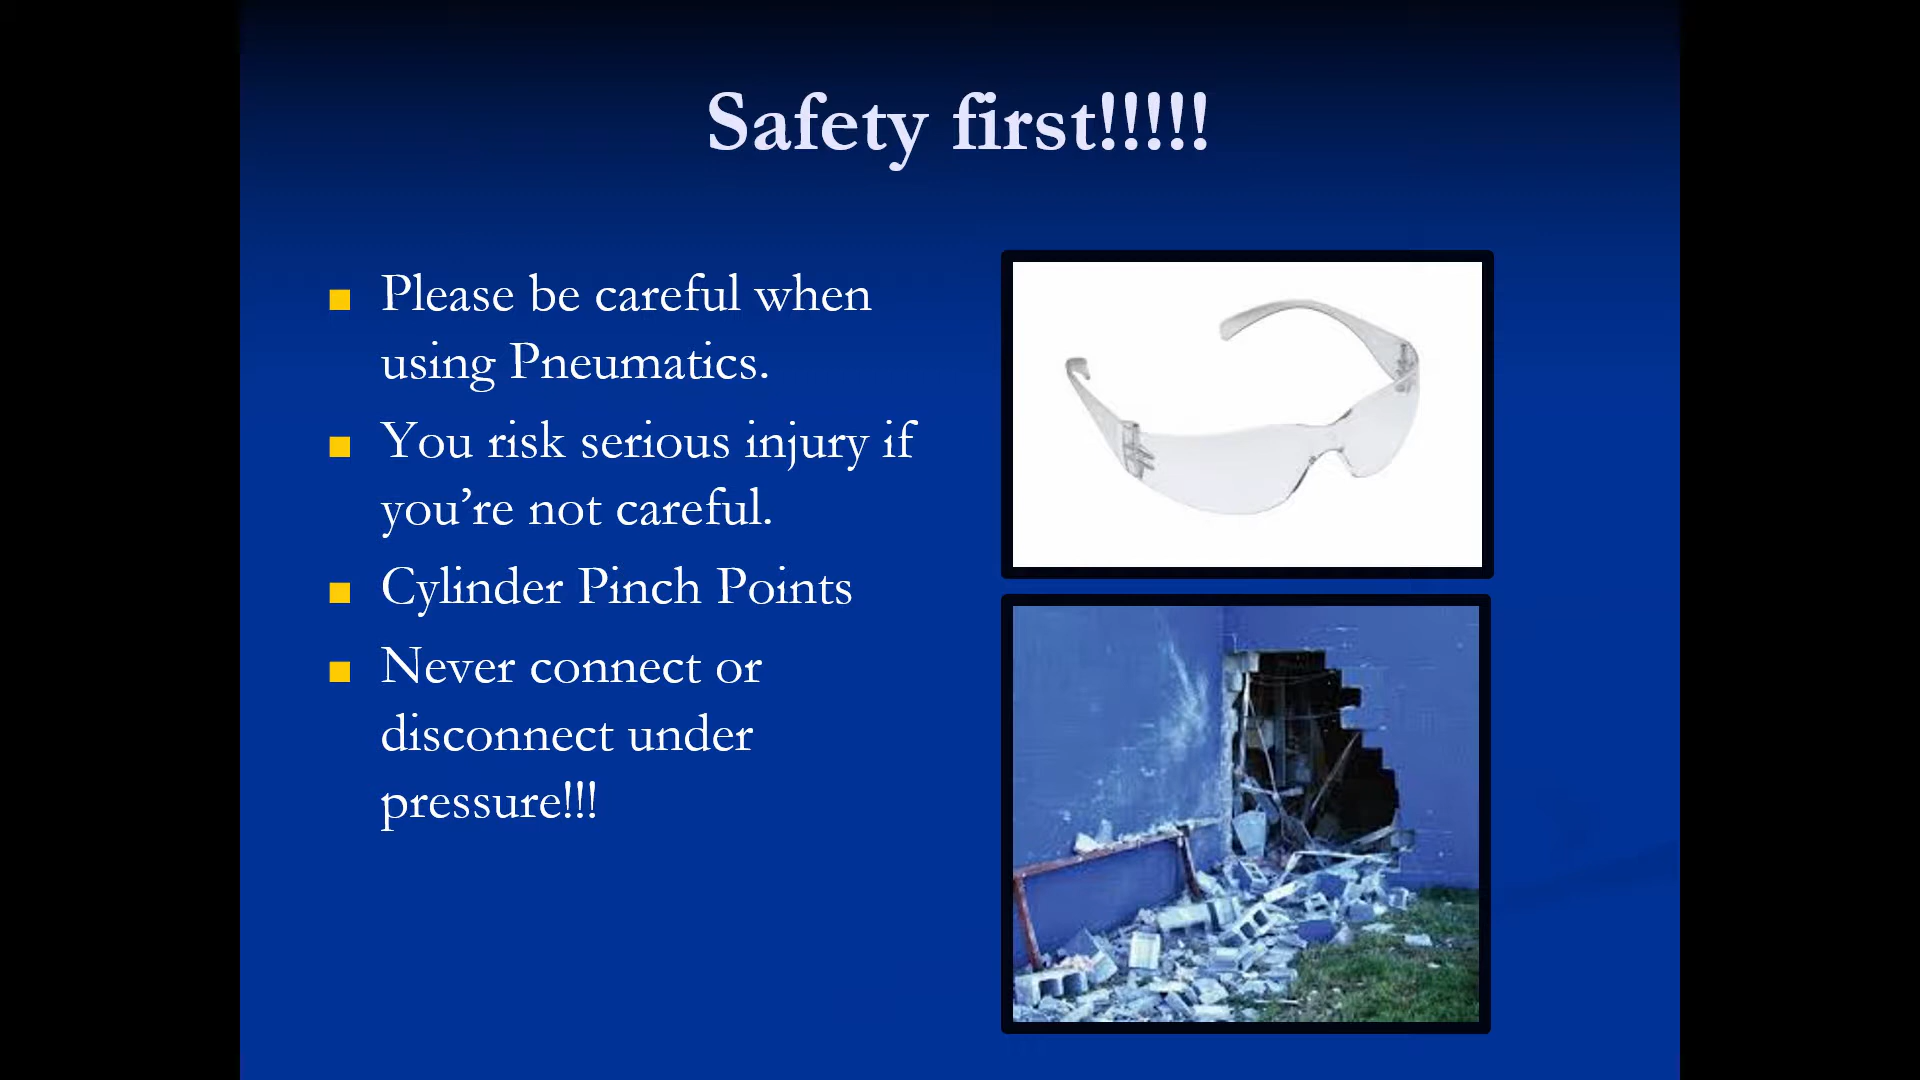 Safety first!!!!!
Please be careful when
using Pneumatics.
You risk serious injury if
you’re not careful.
Cylinder Pinch Points
Never connect or
disconnect under
pressure!!!